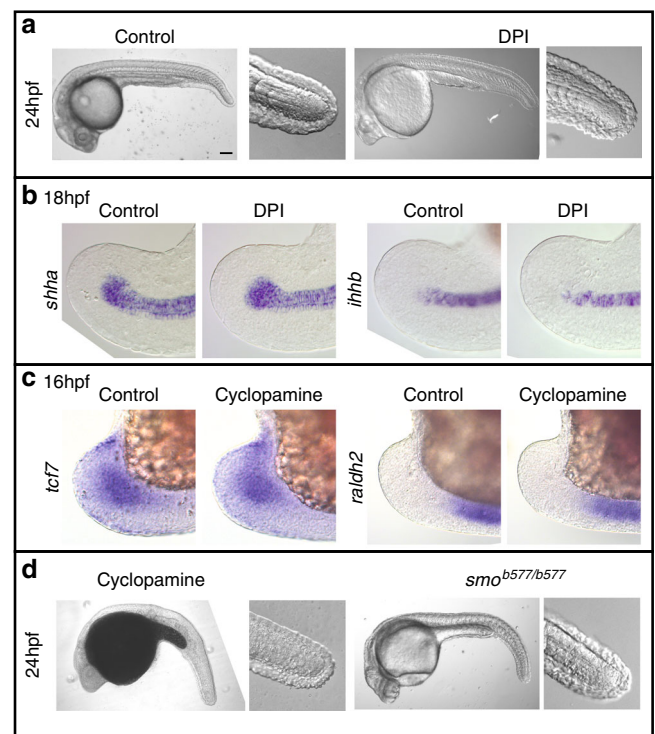 a
Control DPI
24hpf
b 18hpf
Control DPI Control DPI
shha
ihhb
c 16hpf
Control Cyclopamine Control Cyclopamine
tcf7
raldh2
d
Cyclopamine smo b577/b577
24hpf